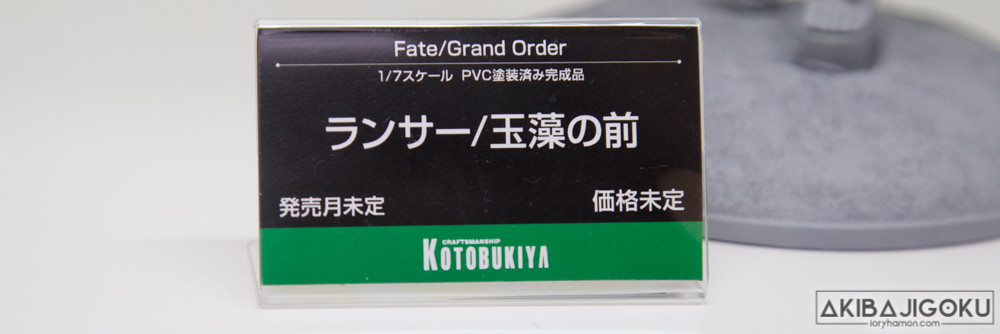 Fate/Grand Order
1/7スケール PVC塗装済み完成品
ランサー/玉藻の前
発売月未定
価格未定
CRAFTSMANSHIP
KOTOBUKIYA
AKIBAJIGOKU
ioryhamon.com